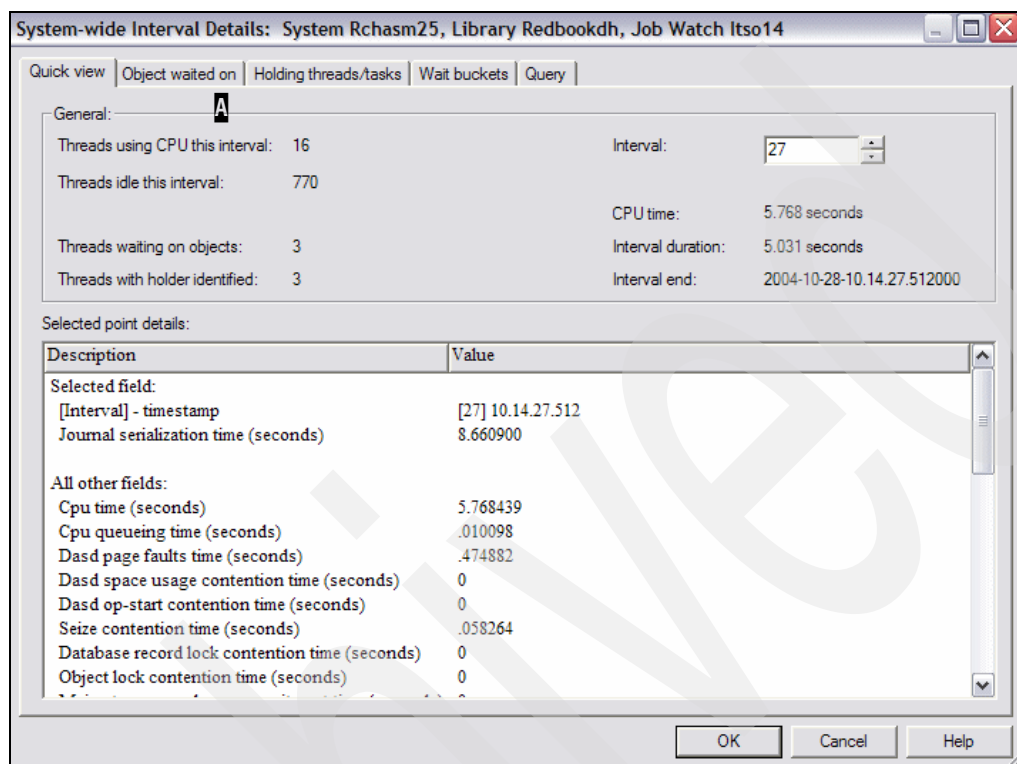 System-wide Interval Details: System Rchasm25, Library Redbookdh, Job Watch Itso14
Quick view Object waited on Holding threads/tasks Wait buckets Query
A
General:
Threads using CPU this interval: 16 Interval: 27
Threads idle this interval: 770
CPU time: 5.768 seconds
Threads waiting on objects: 3 Interval duration: 5.031 seconds
Threads with holder identified: 3 Interval end: 2004-10-28-10.14.27.512000
Selected point details:
Description Value
Selected field:
[Interval] - timestamp [27] 10.14.27.512
Journal serialization time (seconds) 8.660900
All other fields:
Cpu time (seconds) 5.768439
Cpu queueing time (seconds) .010098
Dasd page faults time (seconds) .474882
Dasd space usage contention time (seconds) 0
Dasd op-start contention time (seconds) 0
Seize contention time (seconds) .058264
Database record lock contention time (seconds) 0
Object lock contention time (seconds) 0
OK Cancel Help